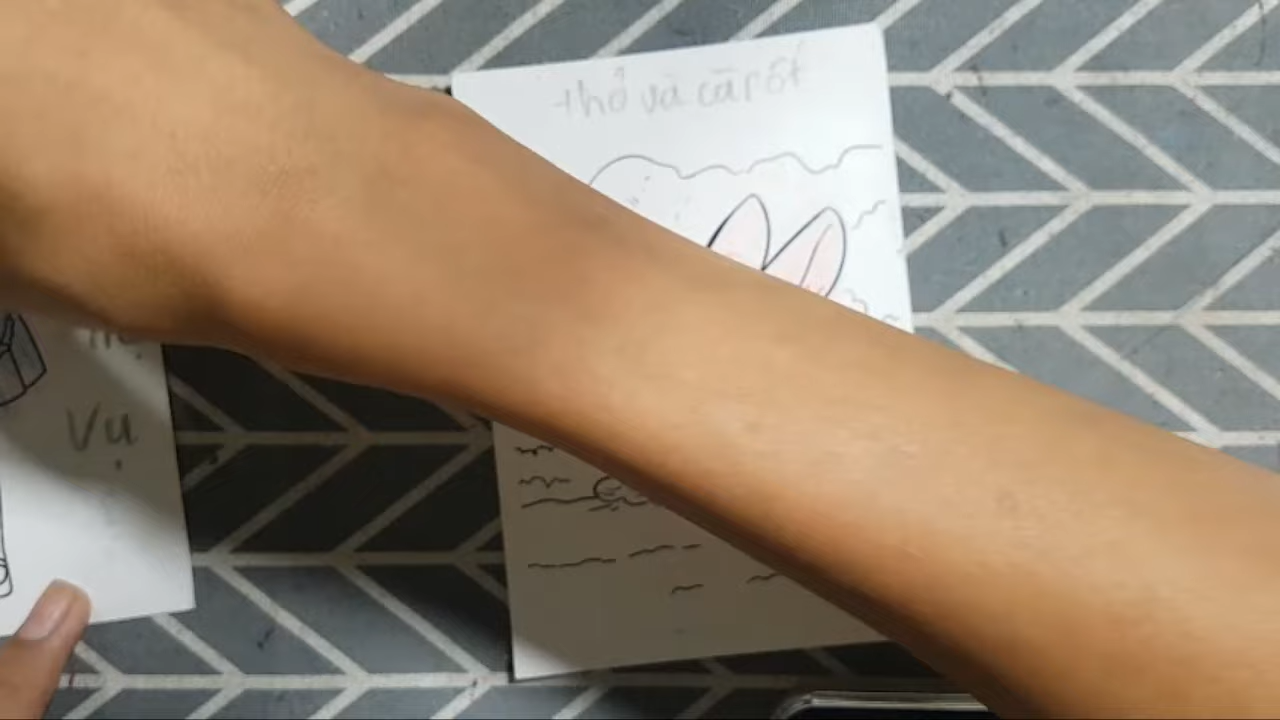 thỏ và cà rốt
Vụ